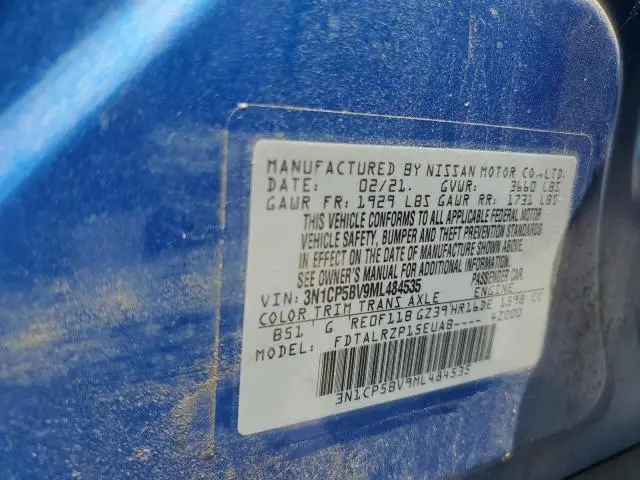 MANUFACTURED BY NISSAN MOTOR CO.,LTD.
DATE: 02/21. GVWR: 3660 LBS
GAWR FR: 1929 LBS GAWR RR: 1731 LBS
THIS VEHICLE CONFORMS TO ALL APPLICABLE FEDERAL MOTOR
VEHICLE SAFETY, BUMPER AND THEFT PREVENTION STANDARDS
IN EFFECT ON THE DATE OF MANUFACTURE SHOWN ABOVE.
SEE OWNER'S MANUAL FOR ADDITIONAL INFORMATION
VIN: 3N1CP5BV9ML484535 PASSENGER CAR
COLOR TRIM TRANS AXLE ENGINE
B51 G RE0F11B GZ39 HR16DE 1598 CC
MODEL: FDTALRZP15EUAB---- 42000
3N1CP5BV9ML484535